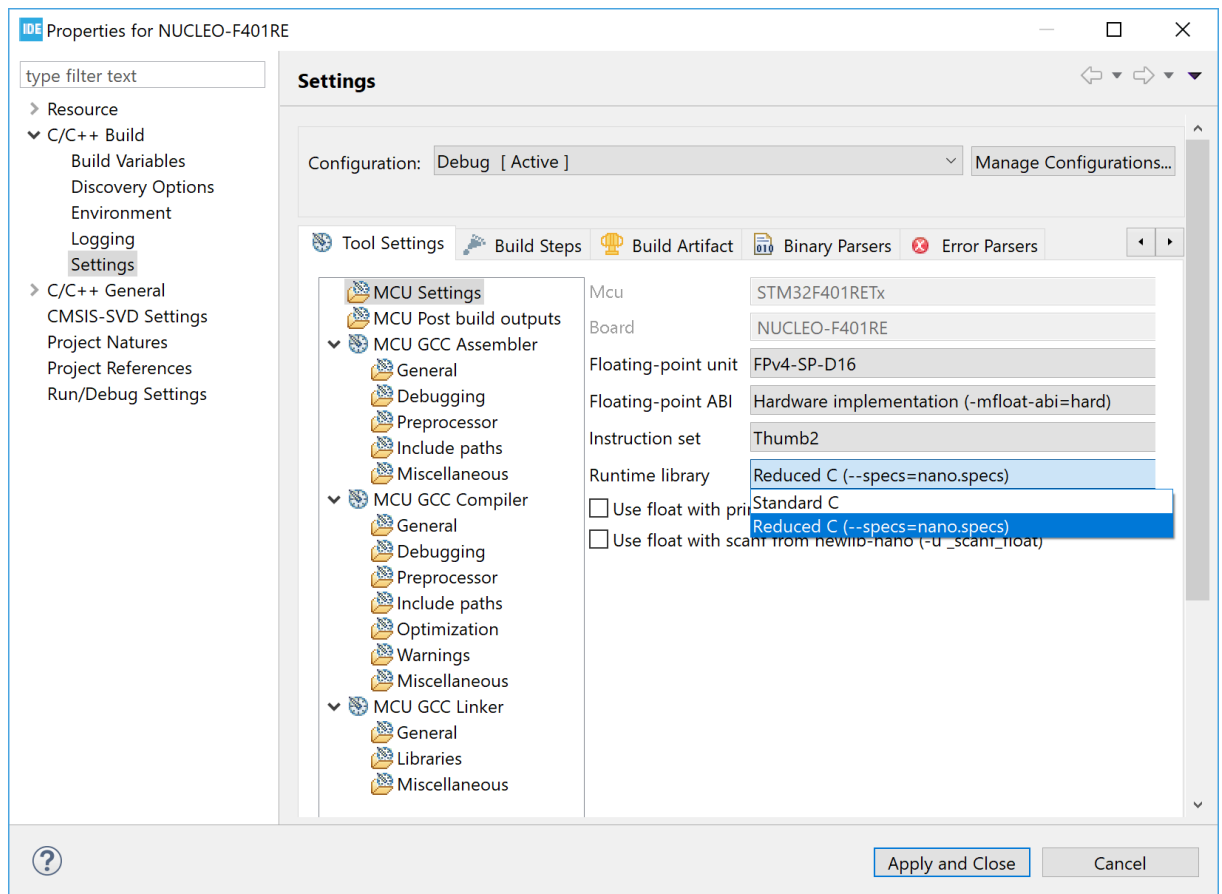 IDE Properties for NUCLEO-F401RE
type filter text
Resource
C/C++ Build
Build Variables
Discovery Options
Environment
Logging
Settings
C/C++ General
CMSIS-SVD Settings
Project Natures
Project References
Run/Debug Settings
Settings
Configuration: Debug [ Active ] Manage Configurations...
Tool Settings Build Steps Build Artifact Binary Parsers Error Parsers
MCU Settings
MCU Post build outputs
MCU GCC Assembler
General
Debugging
Preprocessor
Include paths
Miscellaneous
MCU GCC Compiler
General
Debugging
Preprocessor
Include paths
Optimization
Warnings
Miscellaneous
MCU GCC Linker
General
Libraries
Miscellaneous
Mcu STM32F401RETx
Board NUCLEO-F401RE
Floating-point unit FPv4-SP-D16
Floating-point ABI Hardware implementation (-mfloat-abi=hard)
Instruction set Thumb2
Runtime library Reduced C (--specs=nano.specs)
Standard C
Reduced C (--specs=nano.specs)
Use float with prin
Use float with scanf from newlib-nano (-u _scanf_float)
Apply and Close Cancel